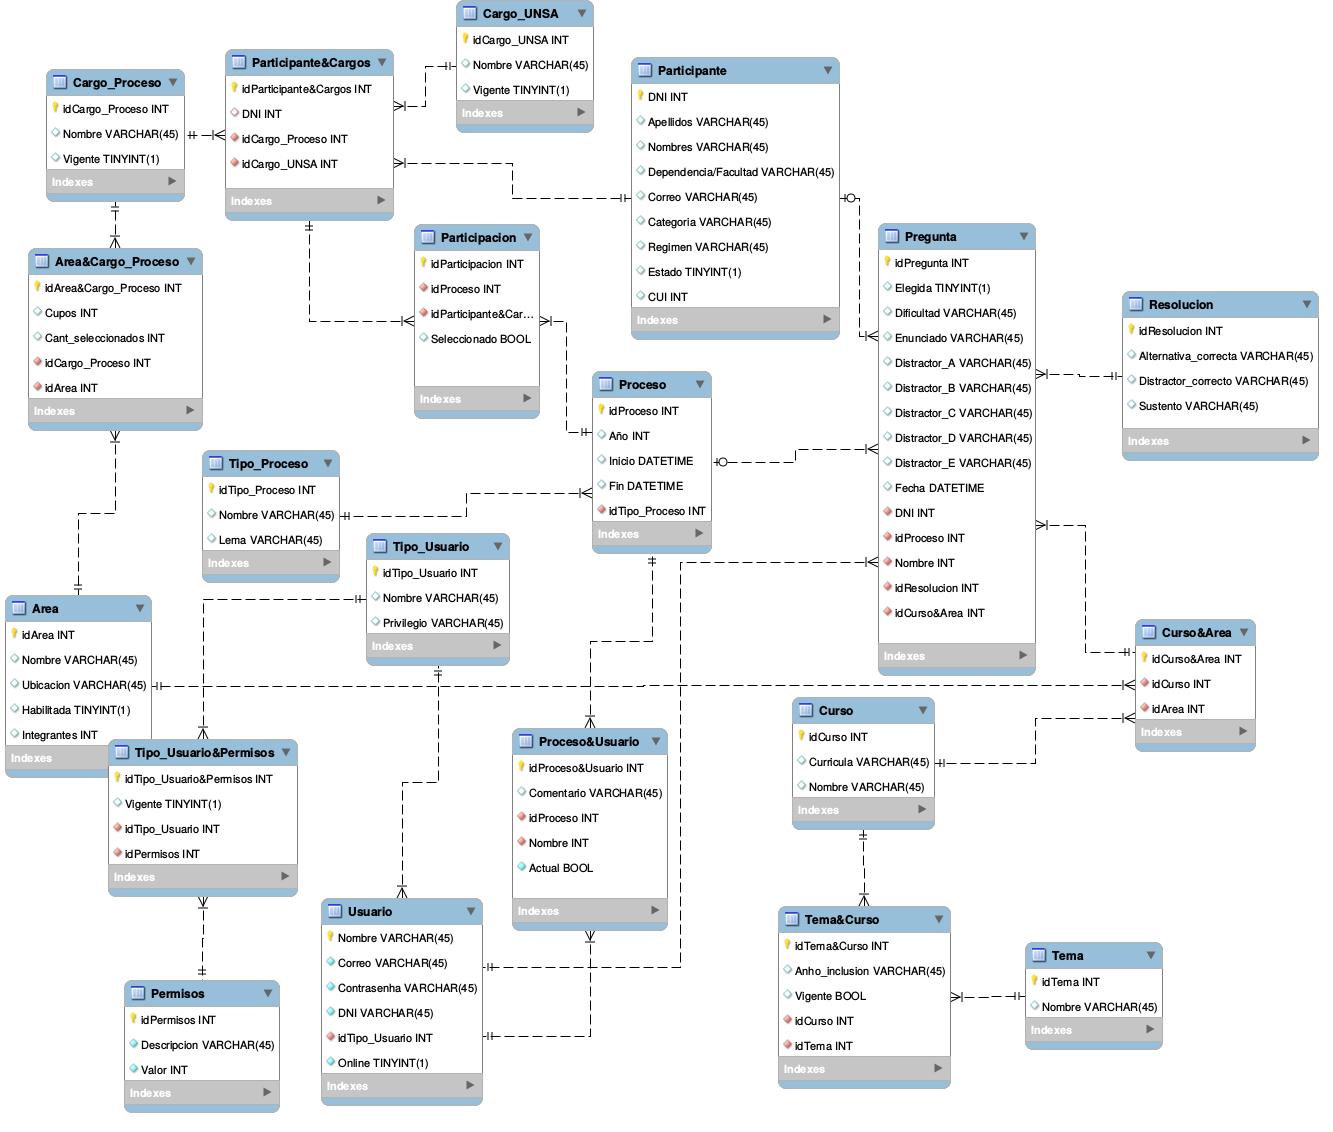 Cargo_UNSA
idCargo_UNSA INT
Nombre VARCHAR(45)
Vigente TINYINT(1)
Indexes
Participante&Cargos
idParticipante&Cargos INT
DNI INT
idCargo_Proceso INT
idCargo_UNSA INT
Indexes
Cargo_Proceso
idCargo_Proceso INT
Nombre VARCHAR(45)
Vigente TINYINT(1)
Indexes
Participante
DNI INT
Apellidos VARCHAR(45)
Nombres VARCHAR(45)
Dependencia/Facultad VARCHAR(45)
Correo VARCHAR(45)
Categoria VARCHAR(45)
Regimen VARCHAR(45)
Estado TINYINT(1)
CUI INT
Indexes
Participacion
idParticipacion INT
idProceso INT
idParticipante&Car...
Seleccionado BOOL
Indexes
Pregunta
idPregunta INT
Elegida TINYINT(1)
Dificultad VARCHAR(45)
Enunciado VARCHAR(45)
Distractor_A VARCHAR(45)
Distractor_B VARCHAR(45)
Distractor_C VARCHAR(45)
Distractor_D VARCHAR(45)
Distractor_E VARCHAR(45)
Fecha DATETIME
DNI INT
idProceso INT
Nombre INT
idResolucion INT
idCurso&Area INT
Indexes
Area&Cargo_Proceso
idArea&Cargo_Proceso INT
Cupos INT
Cant_seleccionados INT
idCargo_Proceso INT
idArea INT
Indexes
Resolucion
idResolucion INT
Alternativa_correcta VARCHAR(45)
Distractor_correcto VARCHAR(45)
Sustento VARCHAR(45)
Indexes
Proceso
idProceso INT
Año INT
Inicio DATETIME
Fin DATETIME
idTipo_Proceso INT
Indexes
Tipo_Proceso
idTipo_Proceso INT
Nombre VARCHAR(45)
Lema VARCHAR(45)
Indexes
Tipo_Usuario
idTipo_Usuario INT
Nombre VARCHAR(45)
Privilegio VARCHAR(45)
Indexes
Area
idArea INT
Nombre VARCHAR(45)
Ubicacion VARCHAR(45)
Habilitada TINYINT(1)
Integrantes INT
Indexes
Curso&Area
idCurso&Area INT
idCurso INT
idArea INT
Indexes
Curso
idCurso INT
Curricula VARCHAR(45)
Nombre VARCHAR(45)
Indexes
Proceso&Usuario
idProceso&Usuario INT
Comentario VARCHAR(45)
idProceso INT
Nombre INT
Actual BOOL
Indexes
Tipo_Usuario&Permisos
idTipo_Usuario&Permisos INT
Vigente TINYINT(1)
idTipo_Usuario INT
idPermisos INT
Indexes
Usuario
Nombre VARCHAR(45)
Correo VARCHAR(45)
Contrasenha VARCHAR(45)
DNI VARCHAR(45)
idTipo_Usuario INT
Online TINYINT(1)
Indexes
Tema&Curso
idTema&Curso INT
Anho_inclusion VARCHAR(45)
Vigente BOOL
idCurso INT
idTema INT
Indexes
Tema
idTema INT
Nombre VARCHAR(45)
Indexes
Permisos
idPermisos INT
Descripcion VARCHAR(45)
Valor INT
Indexes